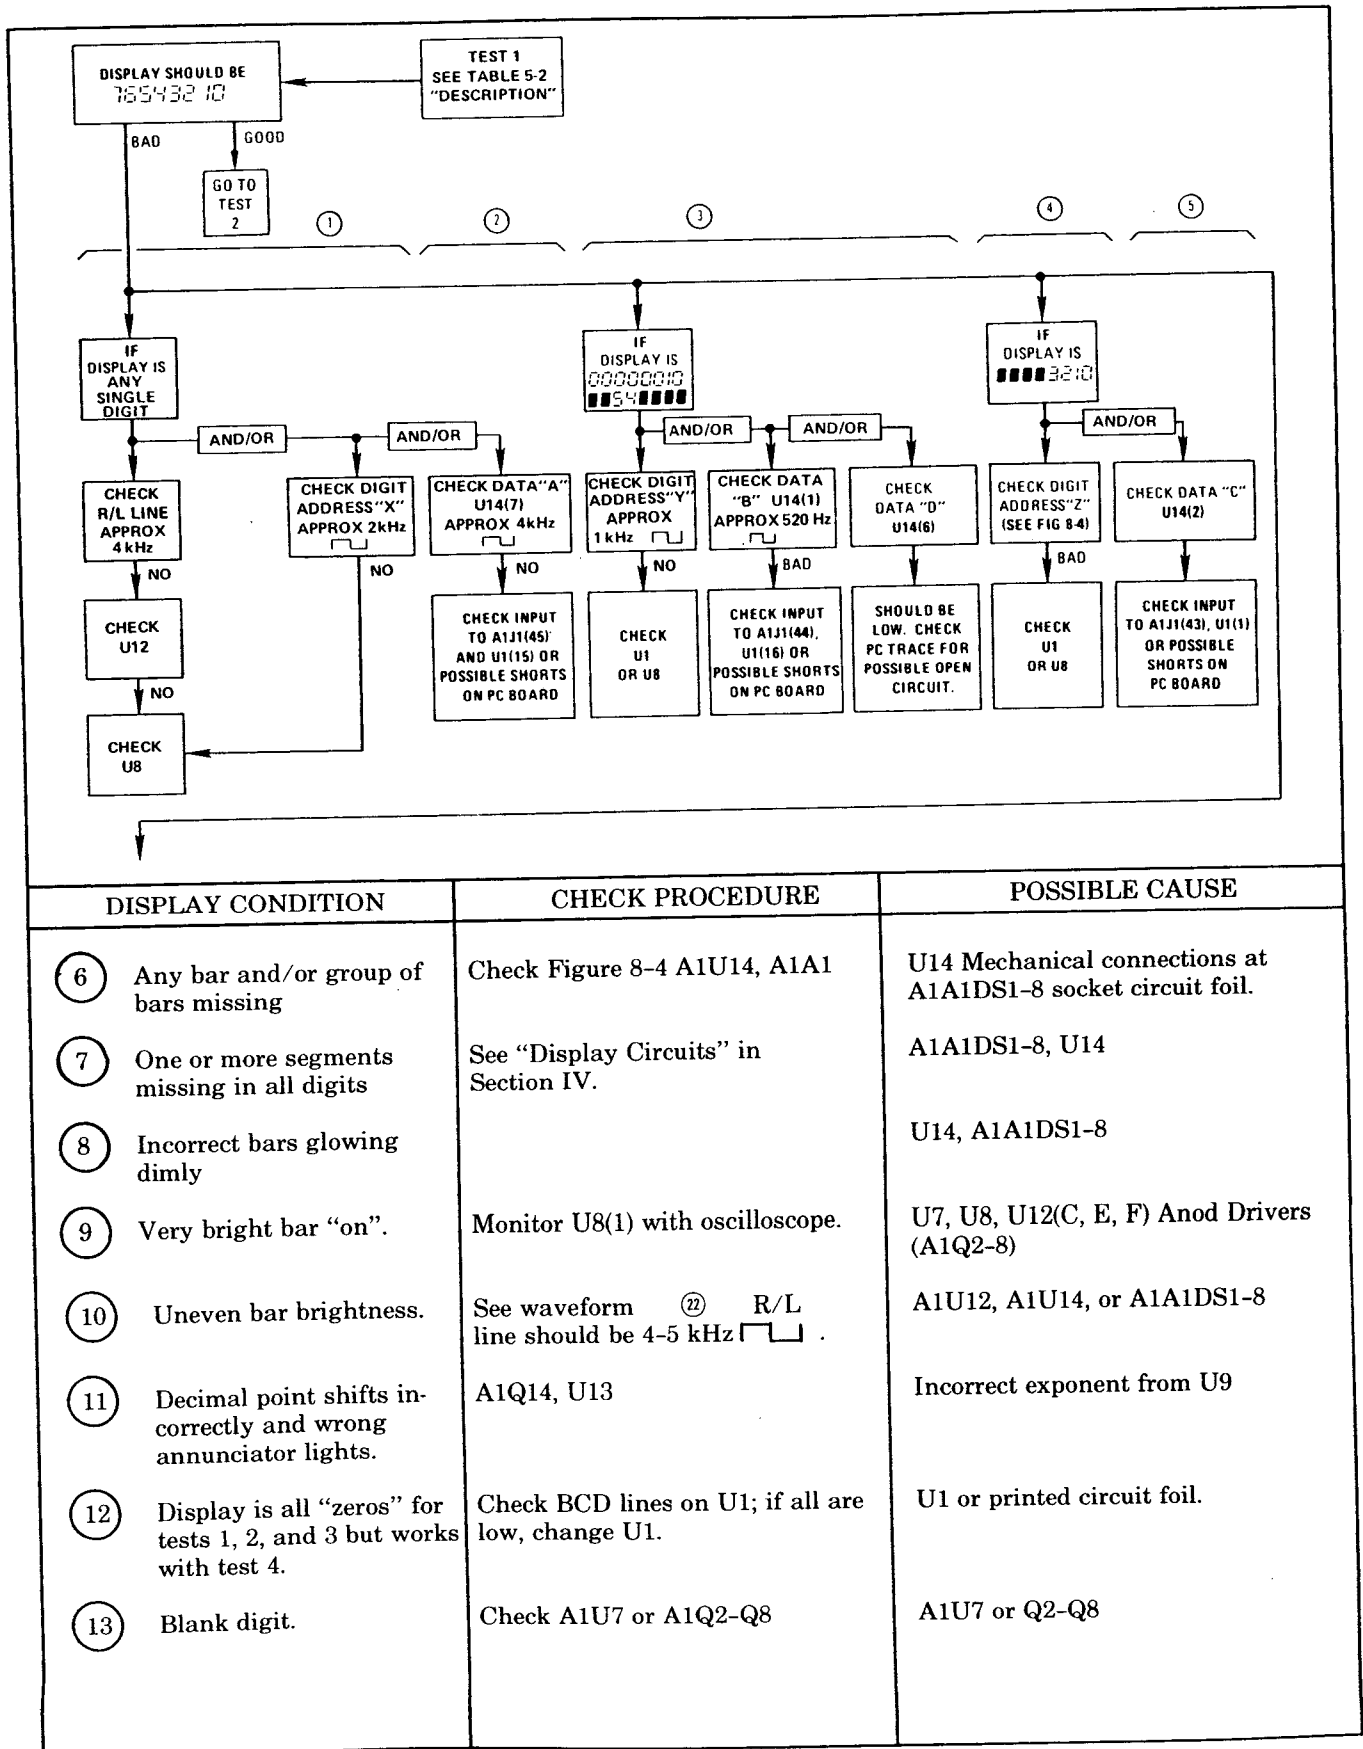 DISPLAY SHOULD BE
76543210
TEST 1
SEE TABLE 5-2
"DESCRIPTION"
BAD
GOOD
GO TO
TEST
2
1
2
3
4
5
IF
DISPLAY IS
ANY
SINGLE
DIGIT
IF
DISPLAY IS
00000010
54
IF
DISPLAY IS
3210
AND/OR
AND/OR
AND/OR
AND/OR
AND/OR
CHECK
R/L LINE
APPROX
4 kHz
CHECK DIGIT
ADDRESS "X"
APPROX 2kHz
CHECK DATA "A"
U14(7)
APPROX 4kHz
CHECK DIGIT
ADDRESS "Y"
APPROX
1 kHz
CHECK DATA
"B" U14(1)
APPROX 520 Hz
CHECK
DATA "D"
U14(6)
CHECK DIGIT
ADDRESS "Z"
(SEE FIG 8-4)
CHECK DATA "C"
U14(2)
NO
NO
NO
NO
BAD
BAD
CHECK
U12
CHECK INPUT
TO A1J1(45)
AND U1(15) OR
POSSIBLE SHORTS
ON PC BOARD
CHECK
U1
OR U8
CHECK INPUT
TO A1J1(44),
U1(16) OR
POSSIBLE SHORTS
ON PC BOARD
SHOULD BE
LOW. CHECK
PC TRACE FOR
POSSIBLE OPEN
CIRCUIT.
CHECK
U1
OR U8
CHECK INPUT
TO A1J1(43), U1(1)
OR POSSIBLE
SHORTS ON
PC BOARD
NO
CHECK
U8
DISPLAY CONDITION
CHECK PROCEDURE
POSSIBLE CAUSE
6 Any bar and/or group of
bars missing
Check Figure 8-4 A1U14, A1A1
U14 Mechanical connections at
A1A1DS1-8 socket circuit foil.
7 One or more segments
missing in all digits
See "Display Circuits" in
Section IV.
A1A1DS1-8, U14
8 Incorrect bars glowing
dimly
U14, A1A1DS1-8
9 Very bright bar "on".
Monitor U8(1) with oscilloscope.
U7, U8, U12(C, E, F) Anod Drivers
(A1Q2-8)
10 Uneven bar brightness.
See waveform 22 R/L
line should be 4-5 kHz .
A1U12, A1U14, or A1A1DS1-8
11 Decimal point shifts in-
correctly and wrong
annunciator lights.
A1Q14, U13
Incorrect exponent from U9
12 Display is all "zeros" for
tests 1, 2, and 3 but works
with test 4.
Check BCD lines on U1; if all are
low, change U1.
U1 or printed circuit foil.
13 Blank digit.
Check A1U7 or A1Q2-Q8
A1U7 or Q2-Q8